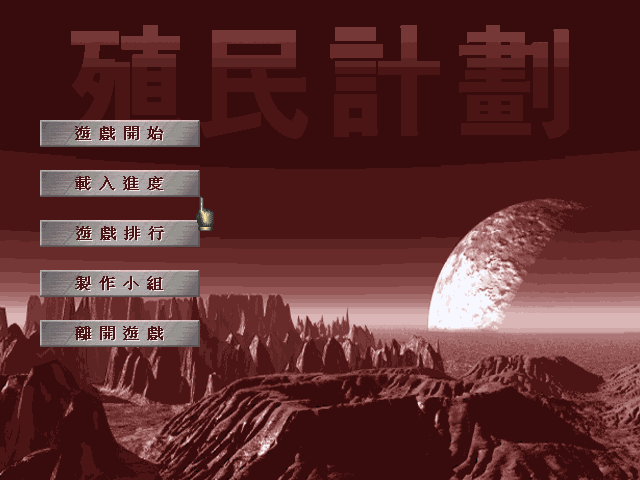 殖民計劃
遊戲開始
載入進度
遊戲排行
製作小組
離開遊戲